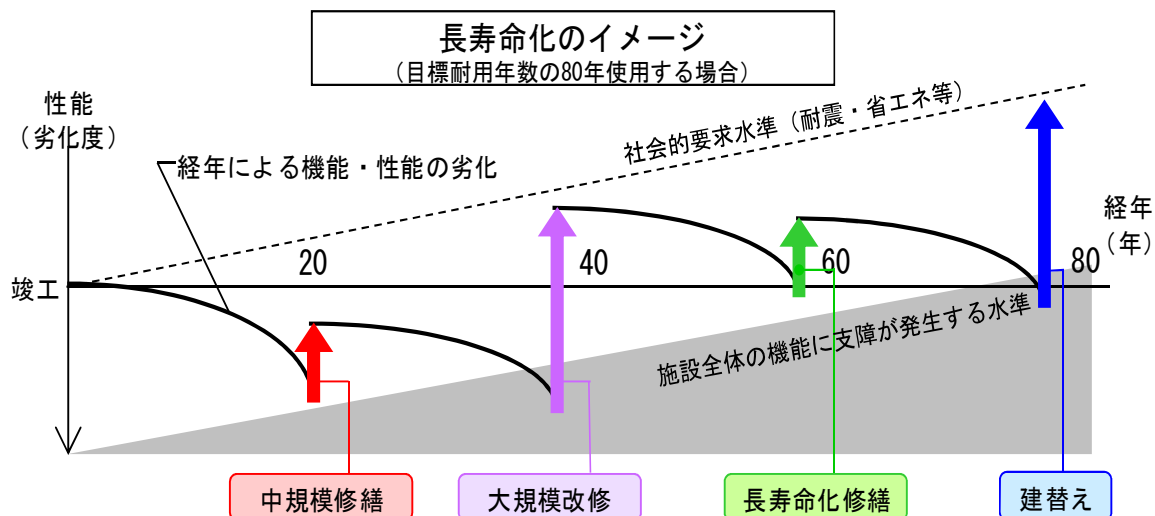 長寿命化のイメージ
（目標耐用年数の80年使用する場合）
性能
（劣化度）
経年による機能・性能の劣化
社会的要求水準（耐震・省エネ等）
経年
（年）
20
40
60
80
竣工
施設全体の機能に支障が発生する水準
中規模修繕
大規模改修
長寿命化修繕
建替え